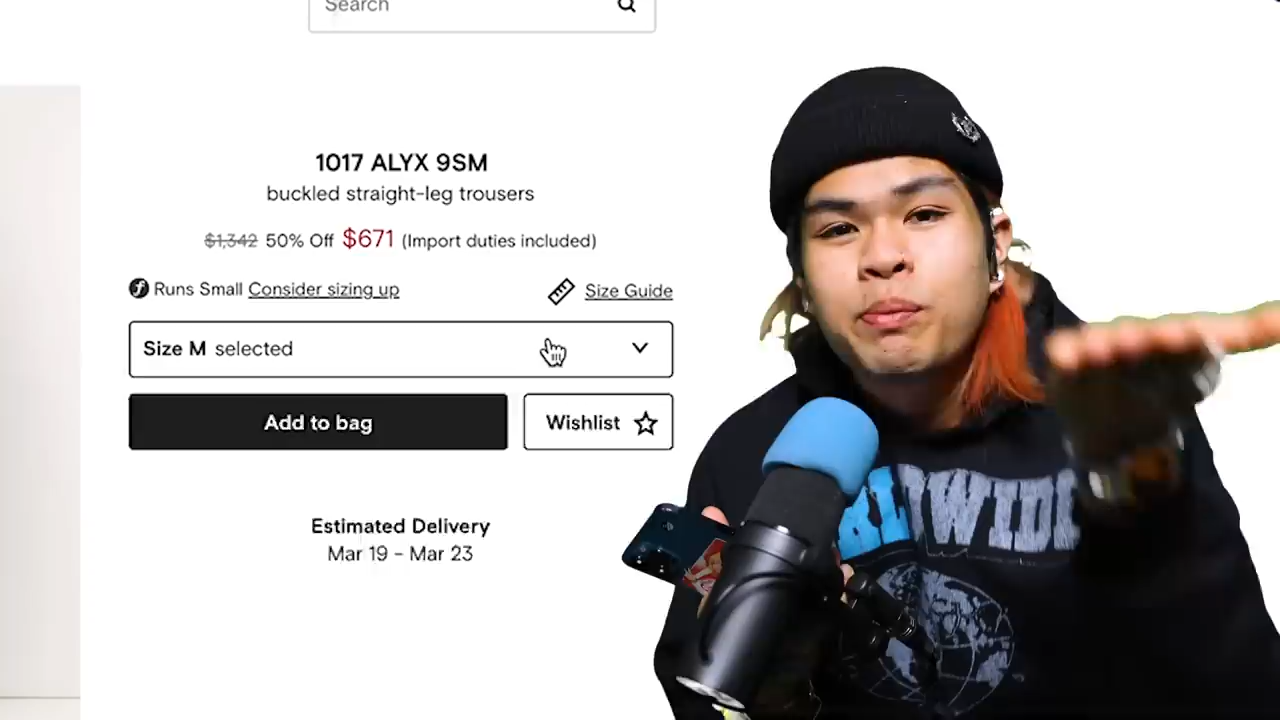 Search
1017 ALYX 9SM
buckled straight-leg trousers
$1,342 50% Off $671 (Import duties included)
Runs Small Consider sizing up
Size Guide
Size M selected
Add to bag
Wishlist
Estimated Delivery
Mar 19 - Mar 23